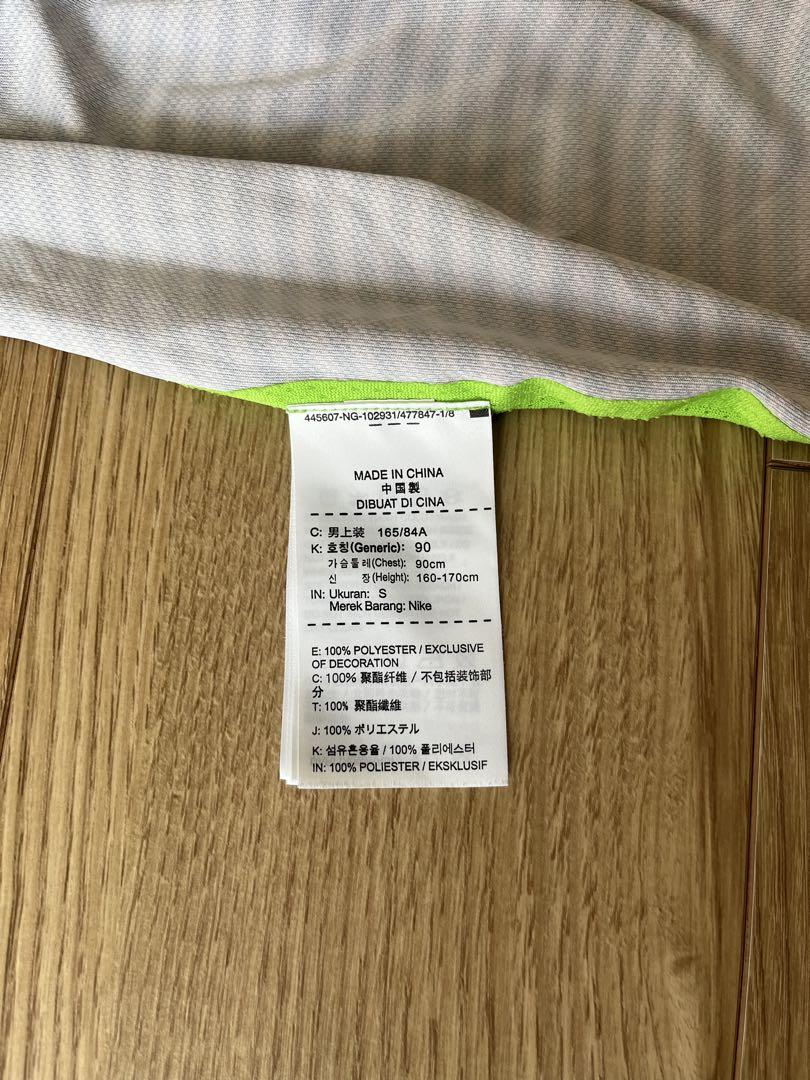 445607-NG-102931/477847-1/8
MADE IN CHINA
中国製
DIBUAT DI CINA
C: 男上装 165/84A
K: 호칭(Generic): 90
가슴둘레(Chest): 90cm
신 장(Height): 160-170cm
IN: Ukuran: S
Merek Barang: Nike
E: 100% POLYESTER / EXCLUSIVE
OF DECORATION
C: 100% 聚酯纤维 / 不包括装饰部
分
T: 100% 聚酯纖維
J: 100% ポリエステル
K: 섬유혼용율 / 100% 폴리에스터
IN: 100% POLIESTER / EKSKLUSIF